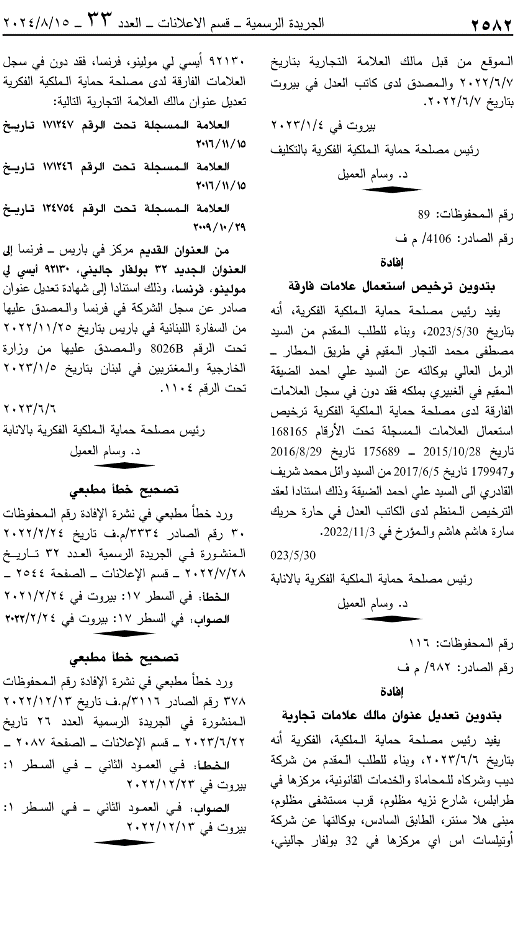 ٢٥٨٢
الجريدة الرسمية – قسم الاعلانات – العدد ٣٣ – ٢٠٢٤/٨/١٥
الموقع من قبل مالك العلامة التجارية بتاريخ
٢٠٢٢/٦/٧ والمصدق لدى كاتب العدل في بيروت
بتاريخ ٢٠٢٢/٦/٧.
بيروت في ٢٠٢٣/١/٤
رئيس مصلحة حماية الملكية الفكرية بالتكليف
د. وسام العميل
رقم المحفوظات: 89
رقم الصادر: 4106/ م ف
إفادة
بتدوين ترخيص استعمال علامات فارقة
يفيد رئيس مصلحة حماية الملكية الفكرية، أنه
بتاريخ 2023/5/30، وبناء للطلب المقدم من السيد
مصطفى محمد النجار المقيم في طريق المطار –
الرمل العالي بوكالته عن السيد علي احمد الضيقة
المقيم في الغبيري بملكه فقد دون في سجل العلامات
الفارقة لدى مصلحة حماية الملكية الفكرية ترخيص
استعمال العلامات المسجلة تحت الأرقام 168165
تاريخ 2015/10/28 – 175689 تاريخ 2016/8/29
و179947 تاريخ 2017/6/5 من السيد وائل محمد شريف
القادري الى السيد علي احمد الضيقة وذلك استنادا لعقد
الترخيص المنظم لدى الكاتب العدل في حارة حريك
سارة هاشم هاشم والمؤرخ في 2022/11/3.
023/5/30
رئيس مصلحة حماية الملكية الفكرية بالانابة
د. وسام العميل
رقم المحفوظات: ١١٦
رقم الصادر: ٩٨٢/ م ف
إفادة
بتدوين تعديل عنوان مالك علامات تجارية
يفيد رئيس مصلحة حماية الملكية، الفكرية أنه
بتاريخ ٢٠٢٣/٦/٦، وبناء للطلب المقدم من شركة
ديب وشركاه للمحاماة والخدمات القانونية، مركزها في
طرابلس، شارع نزيه مظلوم، قرب مستشفى مظلوم،
مبنى هلا سنتر، الطابق السادس، بوكالتها عن شركة
أوتيلسات اس اي مركزها في 32 بولفار جاليني،
٩٢١٣٠ أيسي لي مولينو، فرنسا، فقد دون في سجل
العلامات الفارقة لدى مصلحة حماية الملكية الفكرية
تعديل عنوان مالك العلامة التجارية التالية:
العلامة المسجلة تحت الرقم ١٧١٣٤٧ تاريخ
٢٠١٦/١١/١٥
العلامة المسجلة تحت الرقم ١٧١٣٤٦ تاريخ
٢٠١٦/١١/١٥
العلامة المسجلة تحت الرقم ١٢٤٧٥٤ تاريخ
٢٠٠٩/١٠/٢٩
من العنوان القديم مركز في باريس – فرنسا إلى
العنوان الجديد ٣٢ بولفار جاليني، ٩٢١٣٠ أيسي لي
مولينو، فرنسا، وذلك استنادا إلى شهادة تعديل عنوان
صادر عن سجل الشركة في فرنسا والمصدق عليها
من السفارة اللبنانية في باريس بتاريخ ٢٠٢٢/١١/٢٥
تحت الرقم 8026B والمصدق عليها من وزارة
الخارجية والمغتربين في لبنان بتاريخ ٢٠٢٣/١/٥
تحت الرقم ١١٠٤.
٢٠٢٣/٦/٦
رئيس مصلحة حماية الملكية الفكرية بالانابة
د. وسام العميل
تصحيح خطأ مطبعي
ورد خطأ مطبعي في نشرة الإفادة رقم المحفوظات
٣٠ رقم الصادر ٣٣٣٤/م.ف تاريخ ٢٠٢٢/٢/٢٤
المنشورة في الجريدة الرسمية العدد ٣٢ تاريخ
٢٠٢٢/٧/٢٨ – قسم الإعلانات – الصفحة ٢٥٤٤ –
الخطأ: في السطر ١٧: بيروت في ٢٠٢١/٢/٢٤
الصواب: في السطر ١٧: بيروت في ٢٠٢٢/٢/٢٤
تصحيح خطأ مطبعي
ورد خطأ مطبعي في نشرة الإفادة رقم المحفوظات
٣٧٨ رقم الصادر ٣١١٦/م.ف تاريخ ٢٠٢٢/١٢/١٣
المنشورة في الجريدة الرسمية العدد ٢٦ تاريخ
٢٠٢٣/٦/٢٢ – قسم الإعلانات – الصفحة ٢٠٨٧ –
الخطأ: في العمود الثاني – في السطر ١:
بيروت في ٢٠٢٢/١٢/٢٣
الصواب: في العمود الثاني – في السطر ١:
بيروت في ٢٠٢٢/١٢/١٣